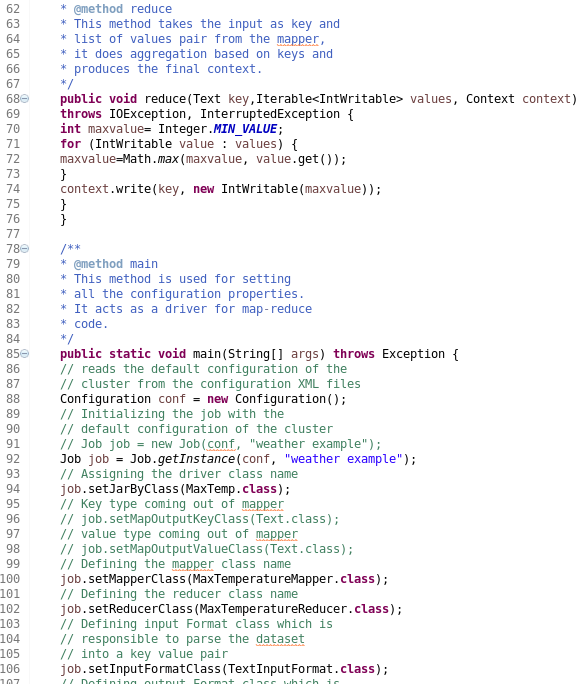 62 * @method reduce
63 * This method takes the input as key and
64 * list of values pair from the mapper,
65 * it does aggregation based on keys and
66 * produces the final context.
67 */
68 public void reduce(Text key,Iterable<IntWritable> values, Context context)
69 throws IOException, InterruptedException {
70 int maxvalue= Integer.MIN_VALUE;
71 for (IntWritable value : values) {
72 maxvalue=Math.max(maxvalue, value.get());
73 }
74 context.write(key, new IntWritable(maxvalue));
75 }
76 }
77
78 /**
79 * @method main
80 * This method is used for setting
81 * all the configuration properties.
82 * It acts as a driver for map-reduce
83 * code.
84 */
85 public static void main(String[] args) throws Exception {
86 // reads the default configuration of the
87 // cluster from the configuration XML files
88 Configuration conf = new Configuration();
89 // Initializing the job with the
90 // default configuration of the cluster
91 // Job job = new Job(conf, "weather example");
92 Job job = Job.getInstance(conf, "weather example");
93 // Assigning the driver class name
94 job.setJarByClass(MaxTemp.class);
95 // Key type coming out of mapper
96 // job.setMapOutputKeyClass(Text.class);
97 // value type coming out of mapper
98 // job.setMapOutputValueClass(Text.class);
99 // Defining the mapper class name
100 job.setMapperClass(MaxTemperatureMapper.class);
101 // Defining the reducer class name
102 job.setReducerClass(MaxTemperatureReducer.class);
103 // Defining input Format class which is
104 // responsible to parse the dataset
105 // into a key value pair
106 job.setInputFormatClass(TextInputFormat.class);
107 // Defining output Format class which is